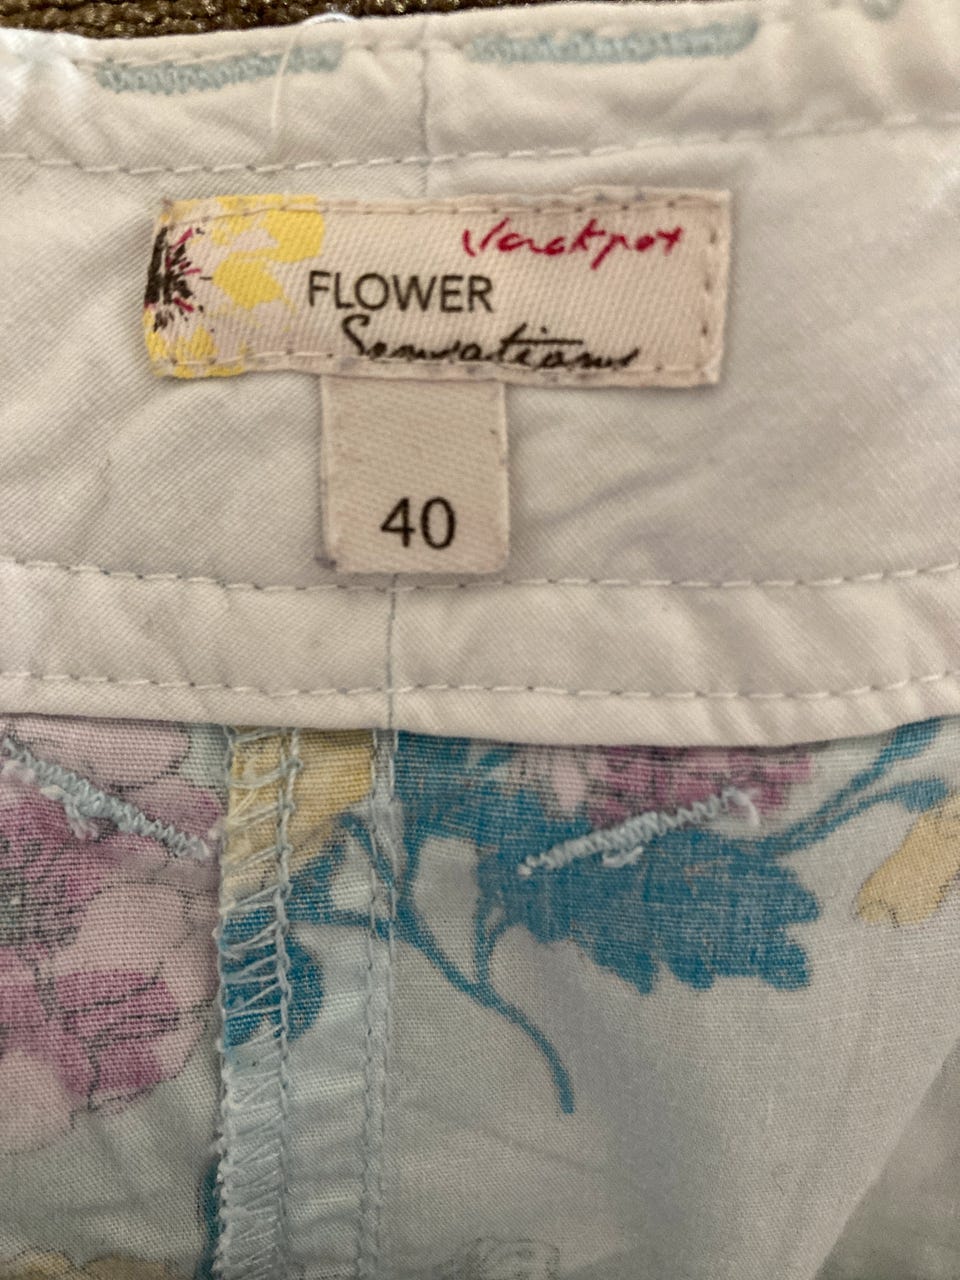 Jackpot
FLOWER
Sensations
40